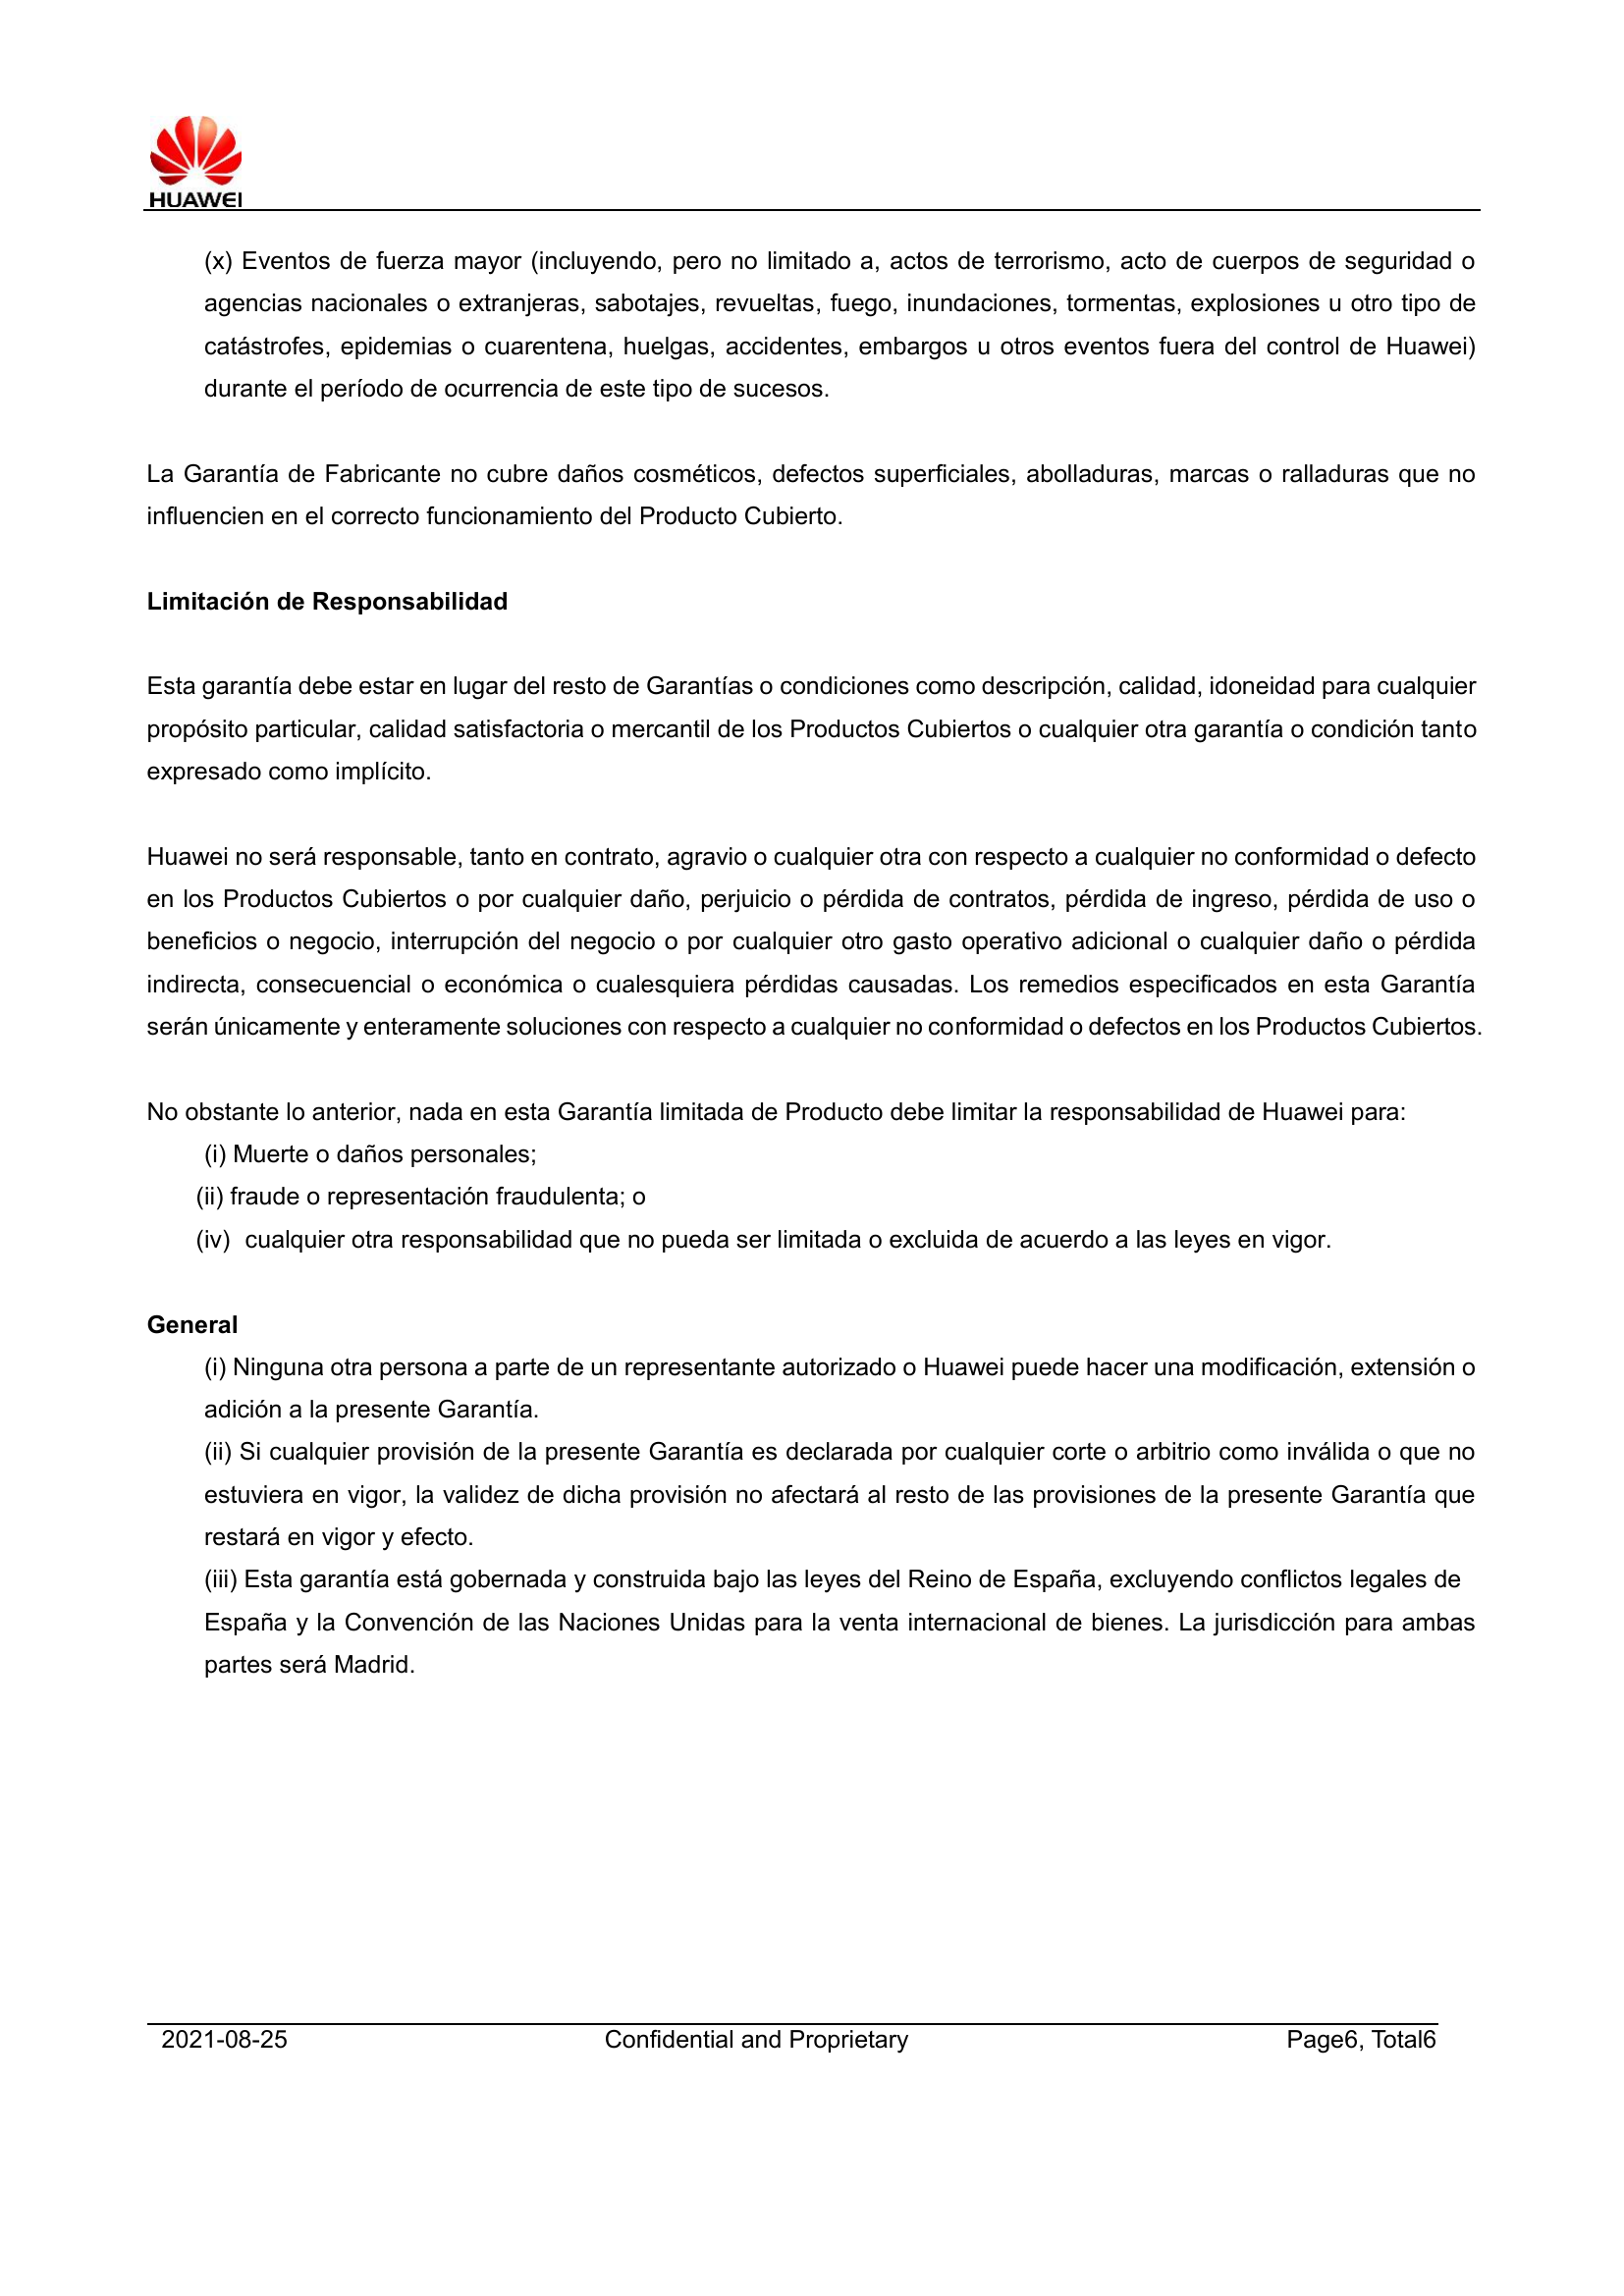 HUAWEI
(x) Eventos de fuerza mayor (incluyendo, pero no limitado a, actos de terrorismo, acto de cuerpos de seguridad o
agencias nacionales o extranjeras, sabotajes, revueltas, fuego, inundaciones, tormentas, explosiones u otro tipo de
catástrofes, epidemias o cuarentena, huelgas, accidentes, embargos u otros eventos fuera del control de Huawei)
durante el período de ocurrencia de este tipo de sucesos.
La Garantía de Fabricante no cubre daños cosméticos, defectos superficiales, abolladuras, marcas o ralladuras que no
influencien en el correcto funcionamiento del Producto Cubierto.
Limitación de Responsabilidad
Esta garantía debe estar en lugar del resto de Garantías o condiciones como descripción, calidad, idoneidad para cualquier
propósito particular, calidad satisfactoria o mercantil de los Productos Cubiertos o cualquier otra garantía o condición tanto
expresado como implícito.
Huawei no será responsable, tanto en contrato, agravio o cualquier otra con respecto a cualquier no conformidad o defecto
en los Productos Cubiertos o por cualquier daño, perjuicio o pérdida de contratos, pérdida de ingreso, pérdida de uso o
beneficios o negocio, interrupción del negocio o por cualquier otro gasto operativo adicional o cualquier daño o pérdida
indirecta, consecuencial o económica o cualesquiera pérdidas causadas. Los remedios especificados en esta Garantía
serán únicamente y enteramente soluciones con respecto a cualquier no conformidad o defectos en los Productos Cubiertos.
No obstante lo anterior, nada en esta Garantía limitada de Producto debe limitar la responsabilidad de Huawei para:
(i) Muerte o daños personales;
(ii) fraude o representación fraudulenta; o
(iv) cualquier otra responsabilidad que no pueda ser limitada o excluida de acuerdo a las leyes en vigor.
General
(i) Ninguna otra persona a parte de un representante autorizado o Huawei puede hacer una modificación, extensión o
adición a la presente Garantía.
(ii) Si cualquier provisión de la presente Garantía es declarada por cualquier corte o arbitrio como inválida o que no
estuviera en vigor, la validez de dicha provisión no afectará al resto de las provisiones de la presente Garantía que
restará en vigor y efecto.
(iii) Esta garantía está gobernada y construida bajo las leyes del Reino de España, excluyendo conflictos legales de
España y la Convención de las Naciones Unidas para la venta internacional de bienes. La jurisdicción para ambas
partes será Madrid.
2021-08-25 Confidential and Proprietary Page6, Total6